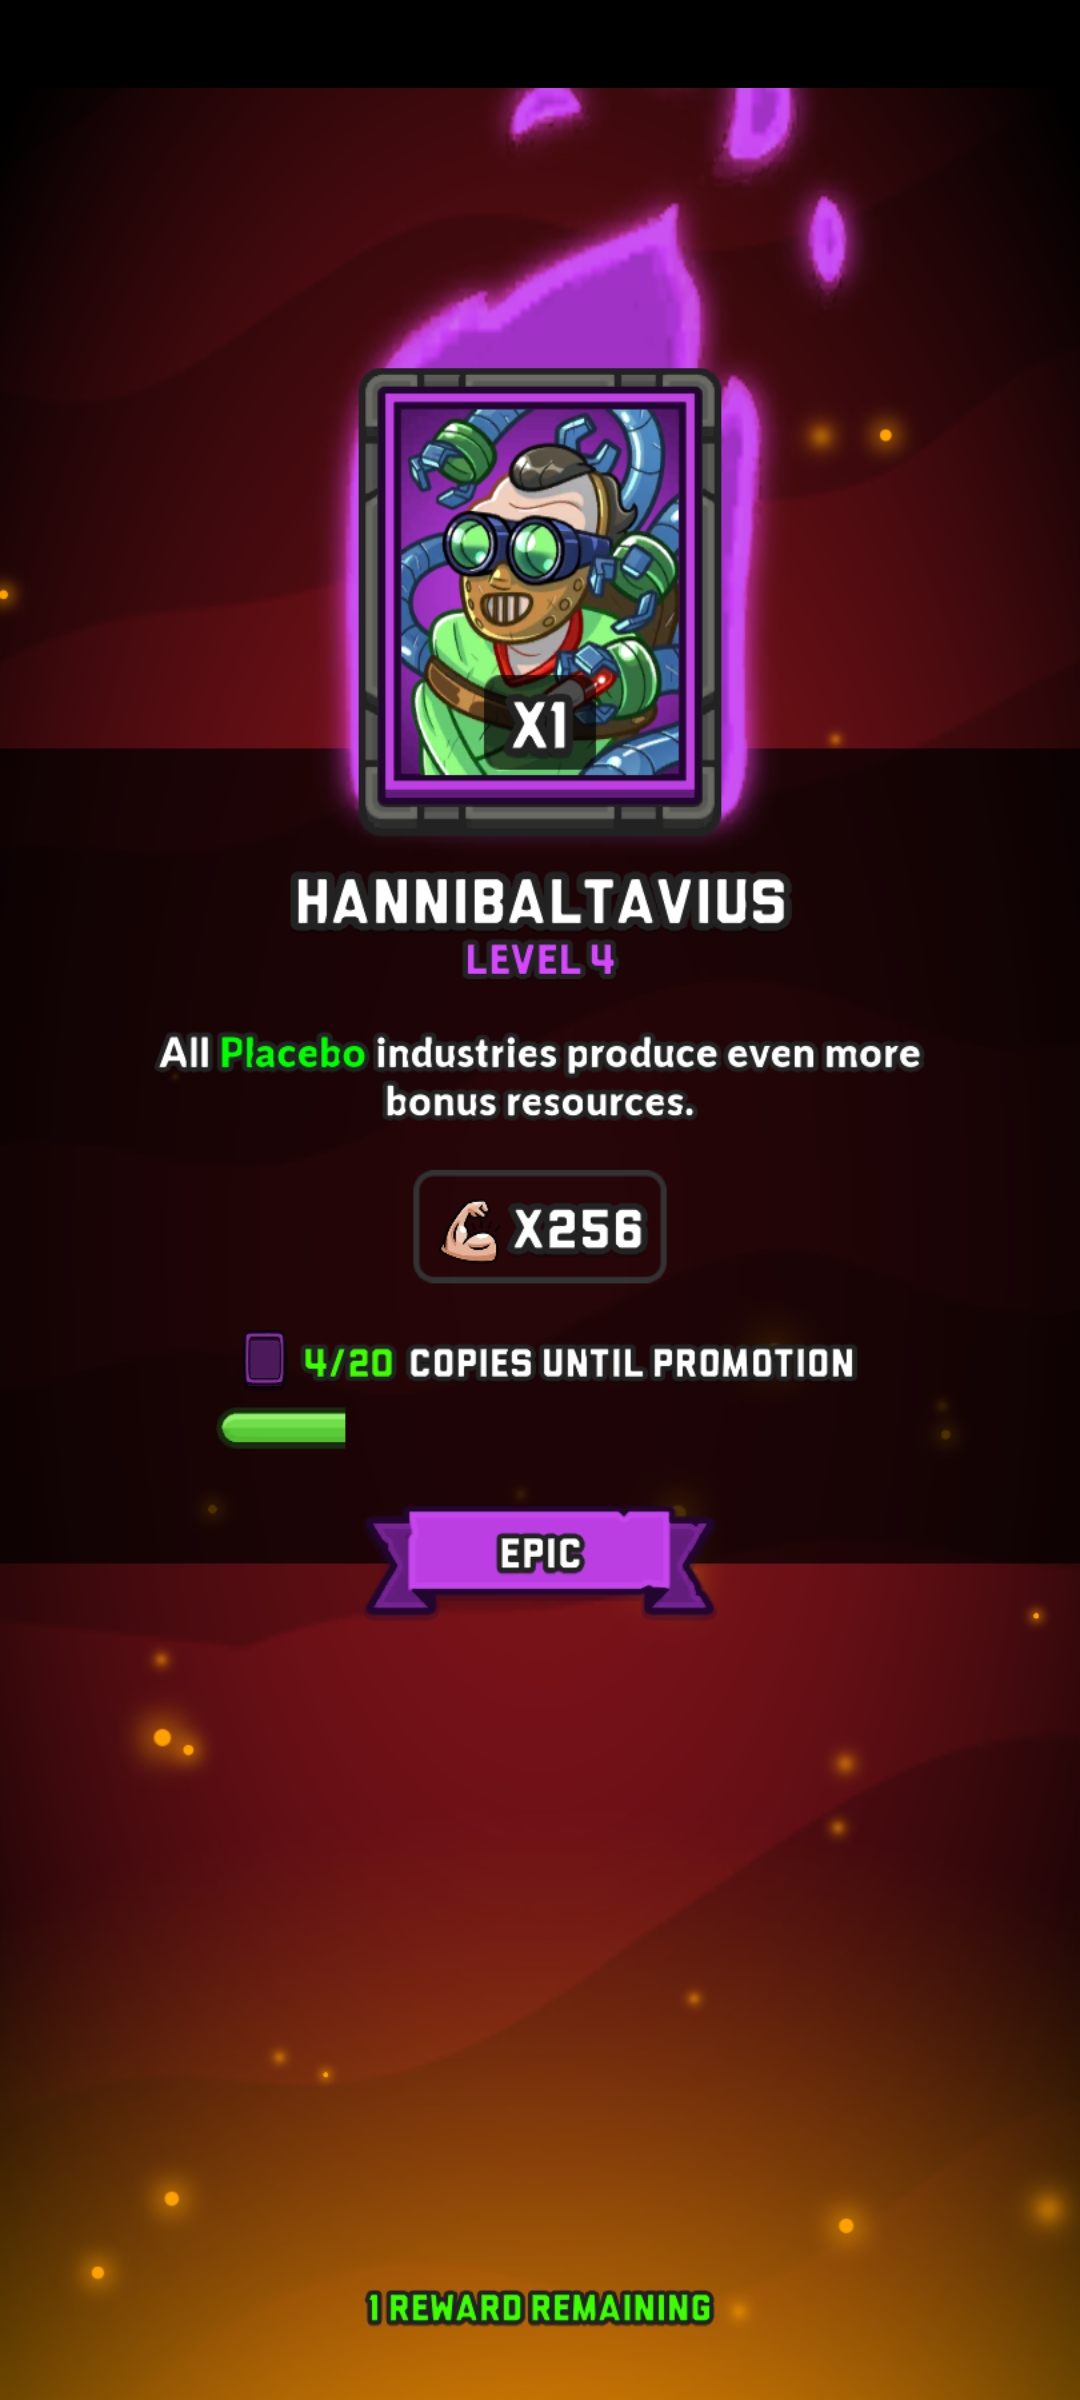 X1
HANNIBALTAVIUS
LEVEL 4
All Placebo industries produce even more
bonus resources.
X256
4/20 COPIES UNTIL PROMOTION
EPIC
1 REWARD REMAINING